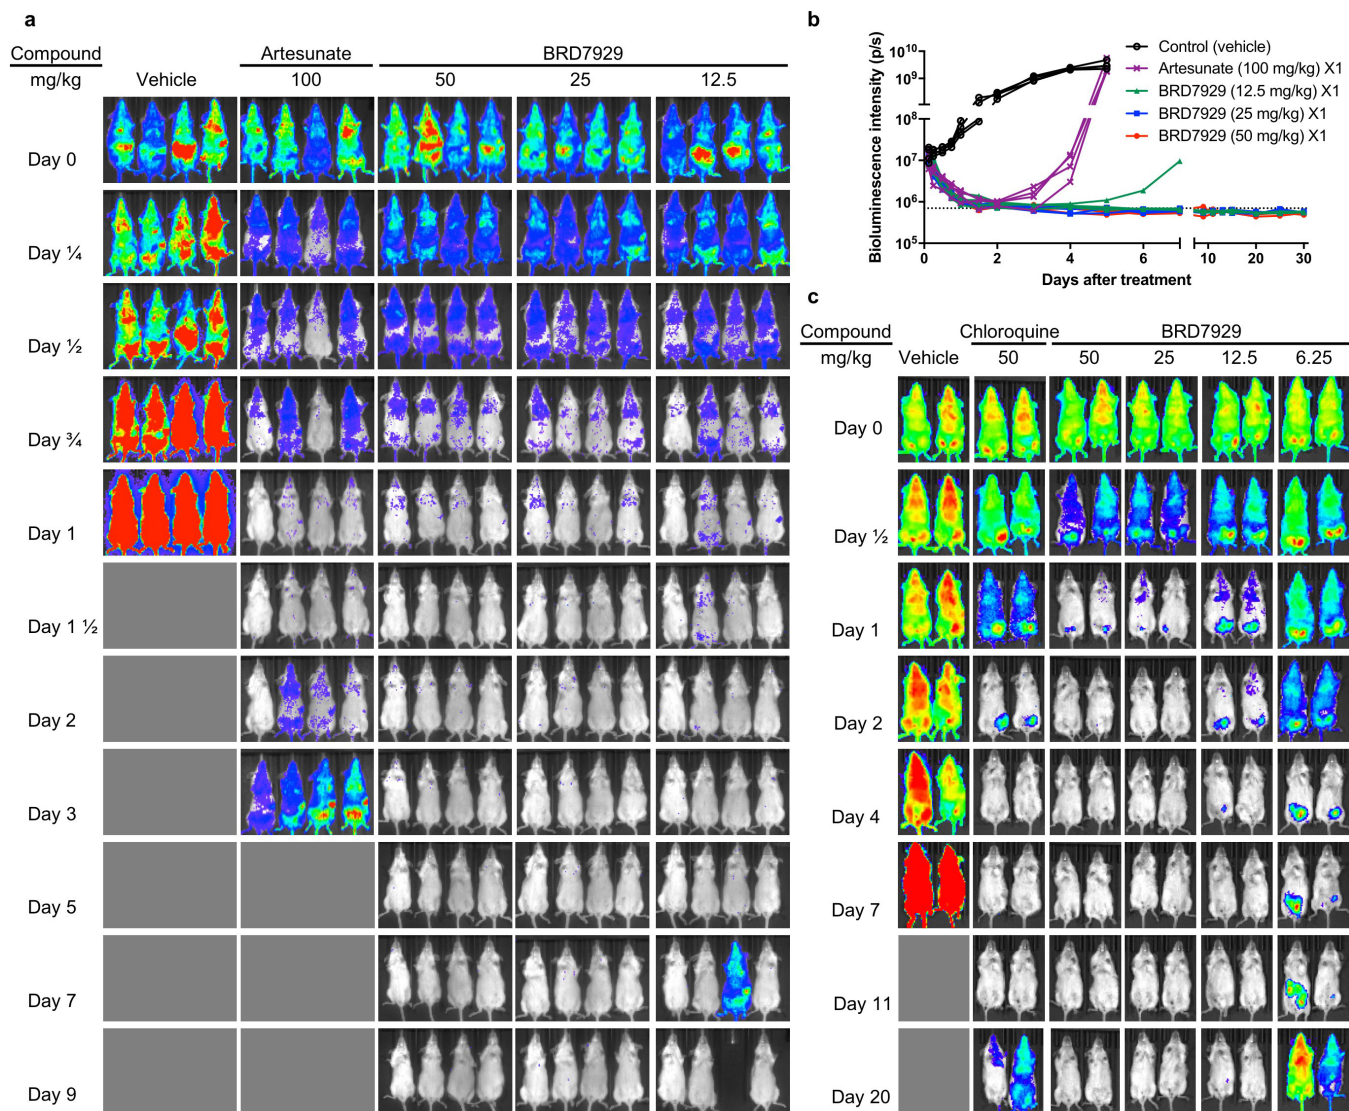 a
Compound Artesunate BRD7929
mg/kg Vehicle 100 50 25 12.5
Day 0
Day ¼
Day ½
Day ¾
Day 1
Day 1 ½
Day 2
Day 3
Day 5
Day 7
Day 9
b
Bioluminescence intensity (p/s)
10¹⁰
10⁹
10⁸
10⁷
10⁶
10⁵
0 2 4 6 10 20 30
Days after treatment
Control (vehicle)
Artesunate (100 mg/kg) X1
BRD7929 (12.5 mg/kg) X1
BRD7929 (25 mg/kg) X1
BRD7929 (50 mg/kg) X1
c
Compound Chloroquine BRD7929
mg/kg Vehicle 50 50 25 12.5 6.25
Day 0
Day ½
Day 1
Day 2
Day 4
Day 7
Day 11
Day 20